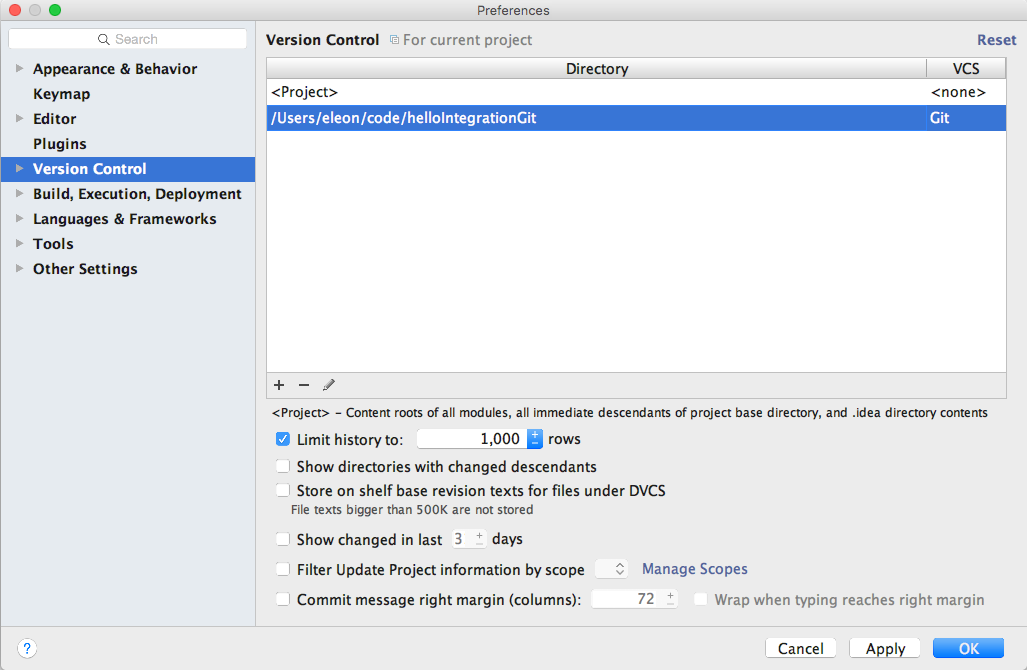 Preferences
Search
Appearance & Behavior
Keymap
Editor
Plugins
Version Control
Build, Execution, Deployment
Languages & Frameworks
Tools
Other Settings
Version Control For current project Reset
Directory VCS
<Project> <none>
/Users/eleon/code/helloIntegrationGit Git
+ −
<Project> – Content roots of all modules, all immediate descendants of project base directory, and .idea directory contents
Limit history to: 1,000 rows
Show directories with changed descendants
Store on shelf base revision texts for files under DVCS
File texts bigger than 500K are not stored
Show changed in last 3 days
Filter Update Project information by scope Manage Scopes
Commit message right margin (columns): 72 Wrap when typing reaches right margin
? Cancel Apply OK